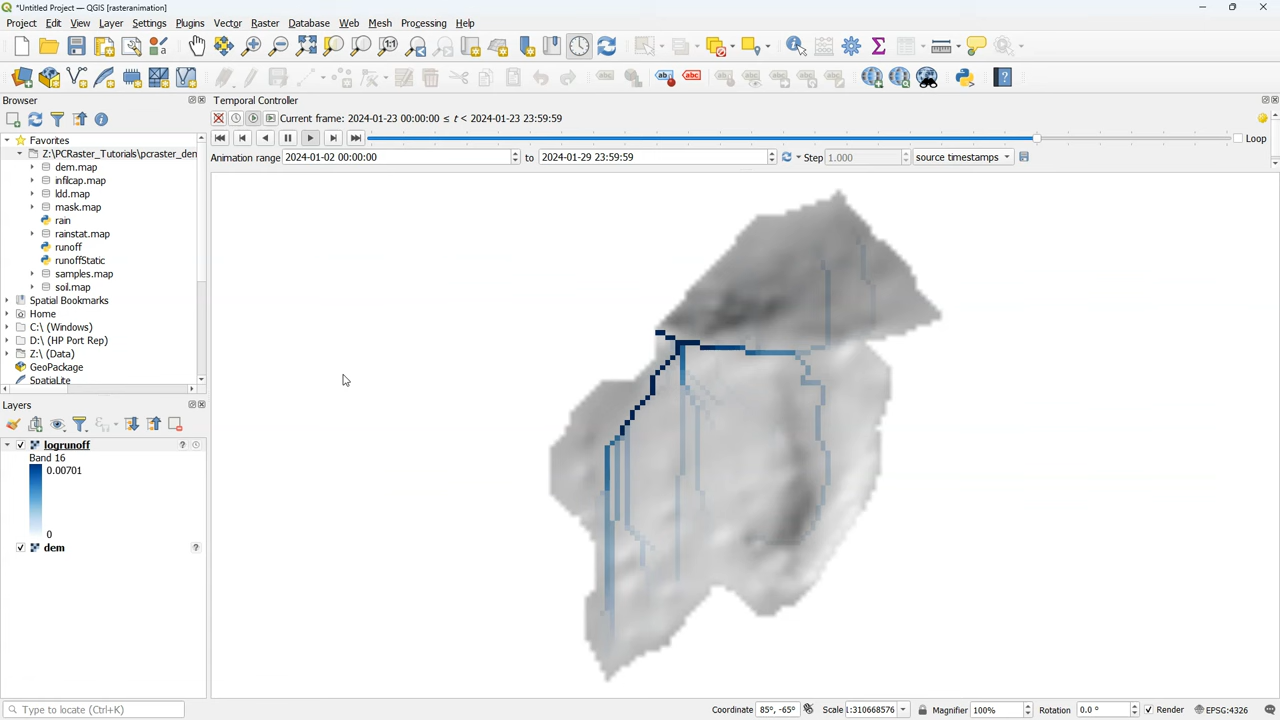 *Untitled Project — QGIS [rasteranimation]
Project Edit View Layer Settings Plugins Vector Raster Database Web Mesh Processing Help
Browser
Temporal Controller
Current frame: 2024-01-23 00:00:00 ≤ t < 2024-01-23 23:59:59
Loop
Animation range 2024-01-02 00:00:00 to 2024-01-29 23:59:59 Step 1.000 source timestamps
Favorites
Z:\PCRaster_Tutorials\pcraster_den
dem.map
infilcap.map
ldd.map
mask.map
rain
rainstat.map
runoff
runoffStatic
samples.map
soil.map
Spatial Bookmarks
Home
C:\ (Windows)
D:\ (HP Port Rep)
Z:\ (Data)
GeoPackage
SpatiaLite
Layers
logrunoff
Band 16
0.00701
0
dem
Type to locate (Ctrl+K)
Coordinate 85°, -65° Scale 1:310668576 Magnifier 100% Rotation 0.0 ° Render EPSG:4326